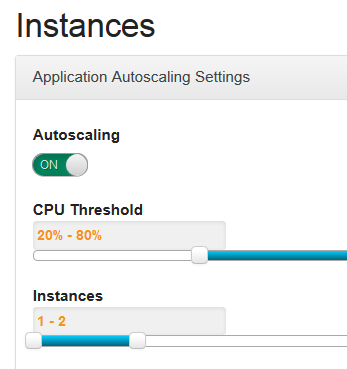 Instances
Application Autoscaling Settings
Autoscaling
ON
CPU Threshold
20% - 80%
Instances
1 - 2